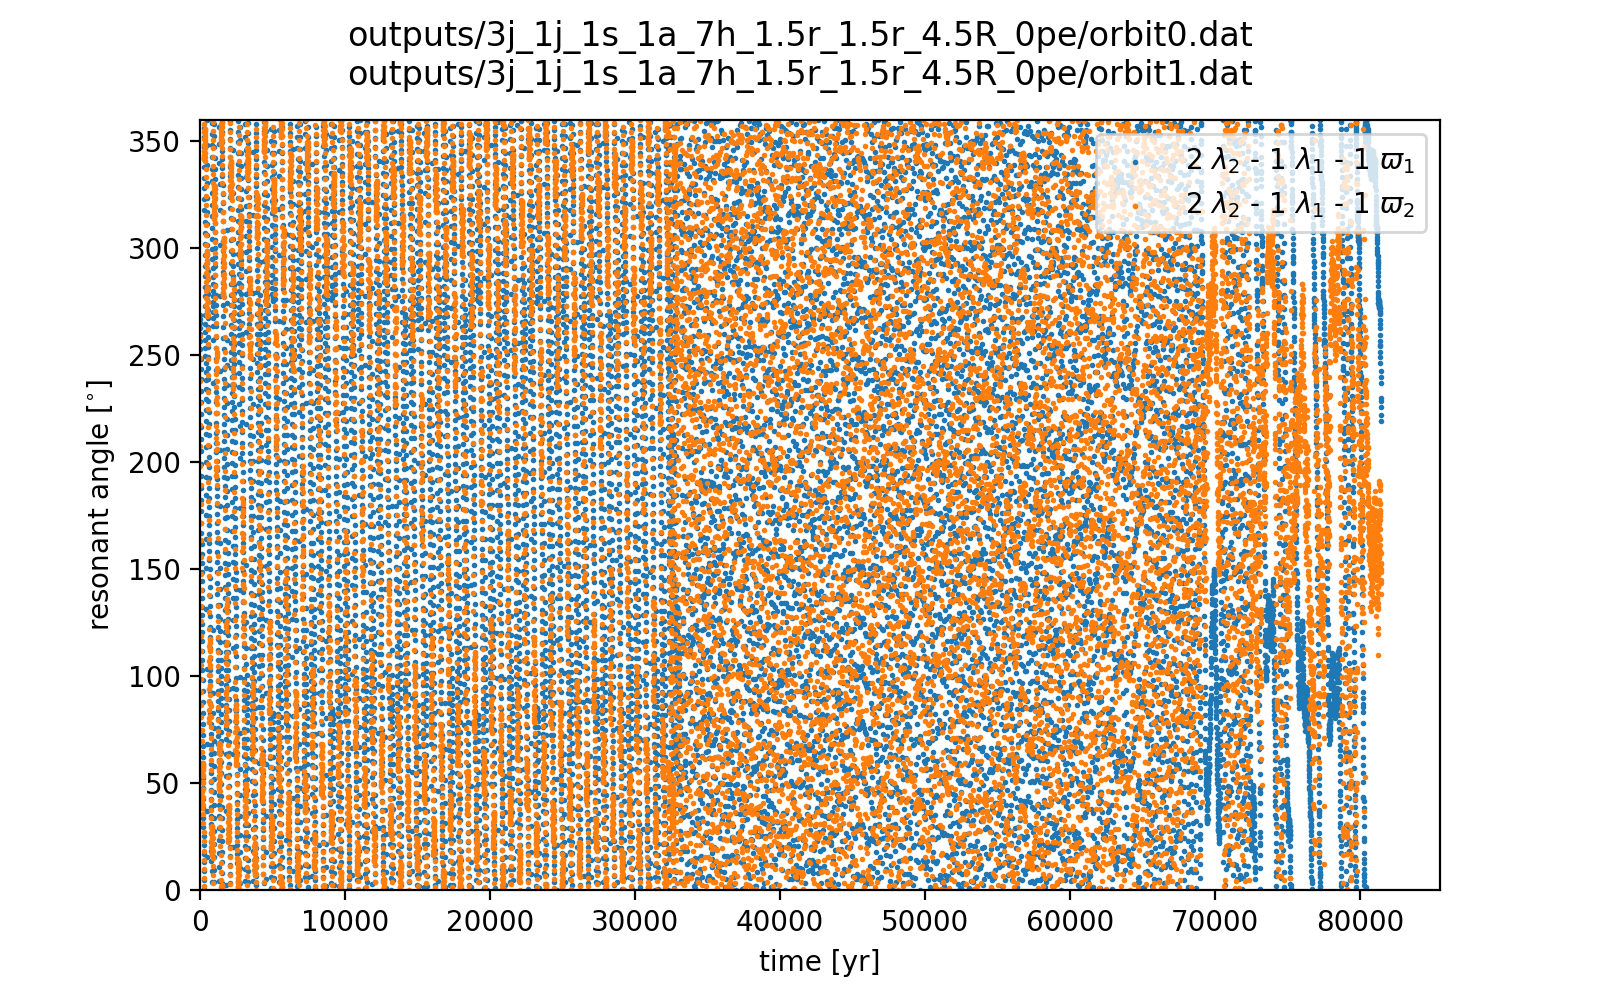 outputs/3j_1j_1s_1a_7h_1.5r_1.5r_4.5R_0pe/orbit0.dat
outputs/3j_1j_1s_1a_7h_1.5r_1.5r_4.5R_0pe/orbit1.dat
350
300
250
200
150
100
50
0
resonant angle [°]
2 λ₂ - 1 λ₁ - 1 ϖ₁
2 λ₂ - 1 λ₁ - 1 ϖ₂
0 10000 20000 30000 40000 50000 60000 70000 80000
time [yr]